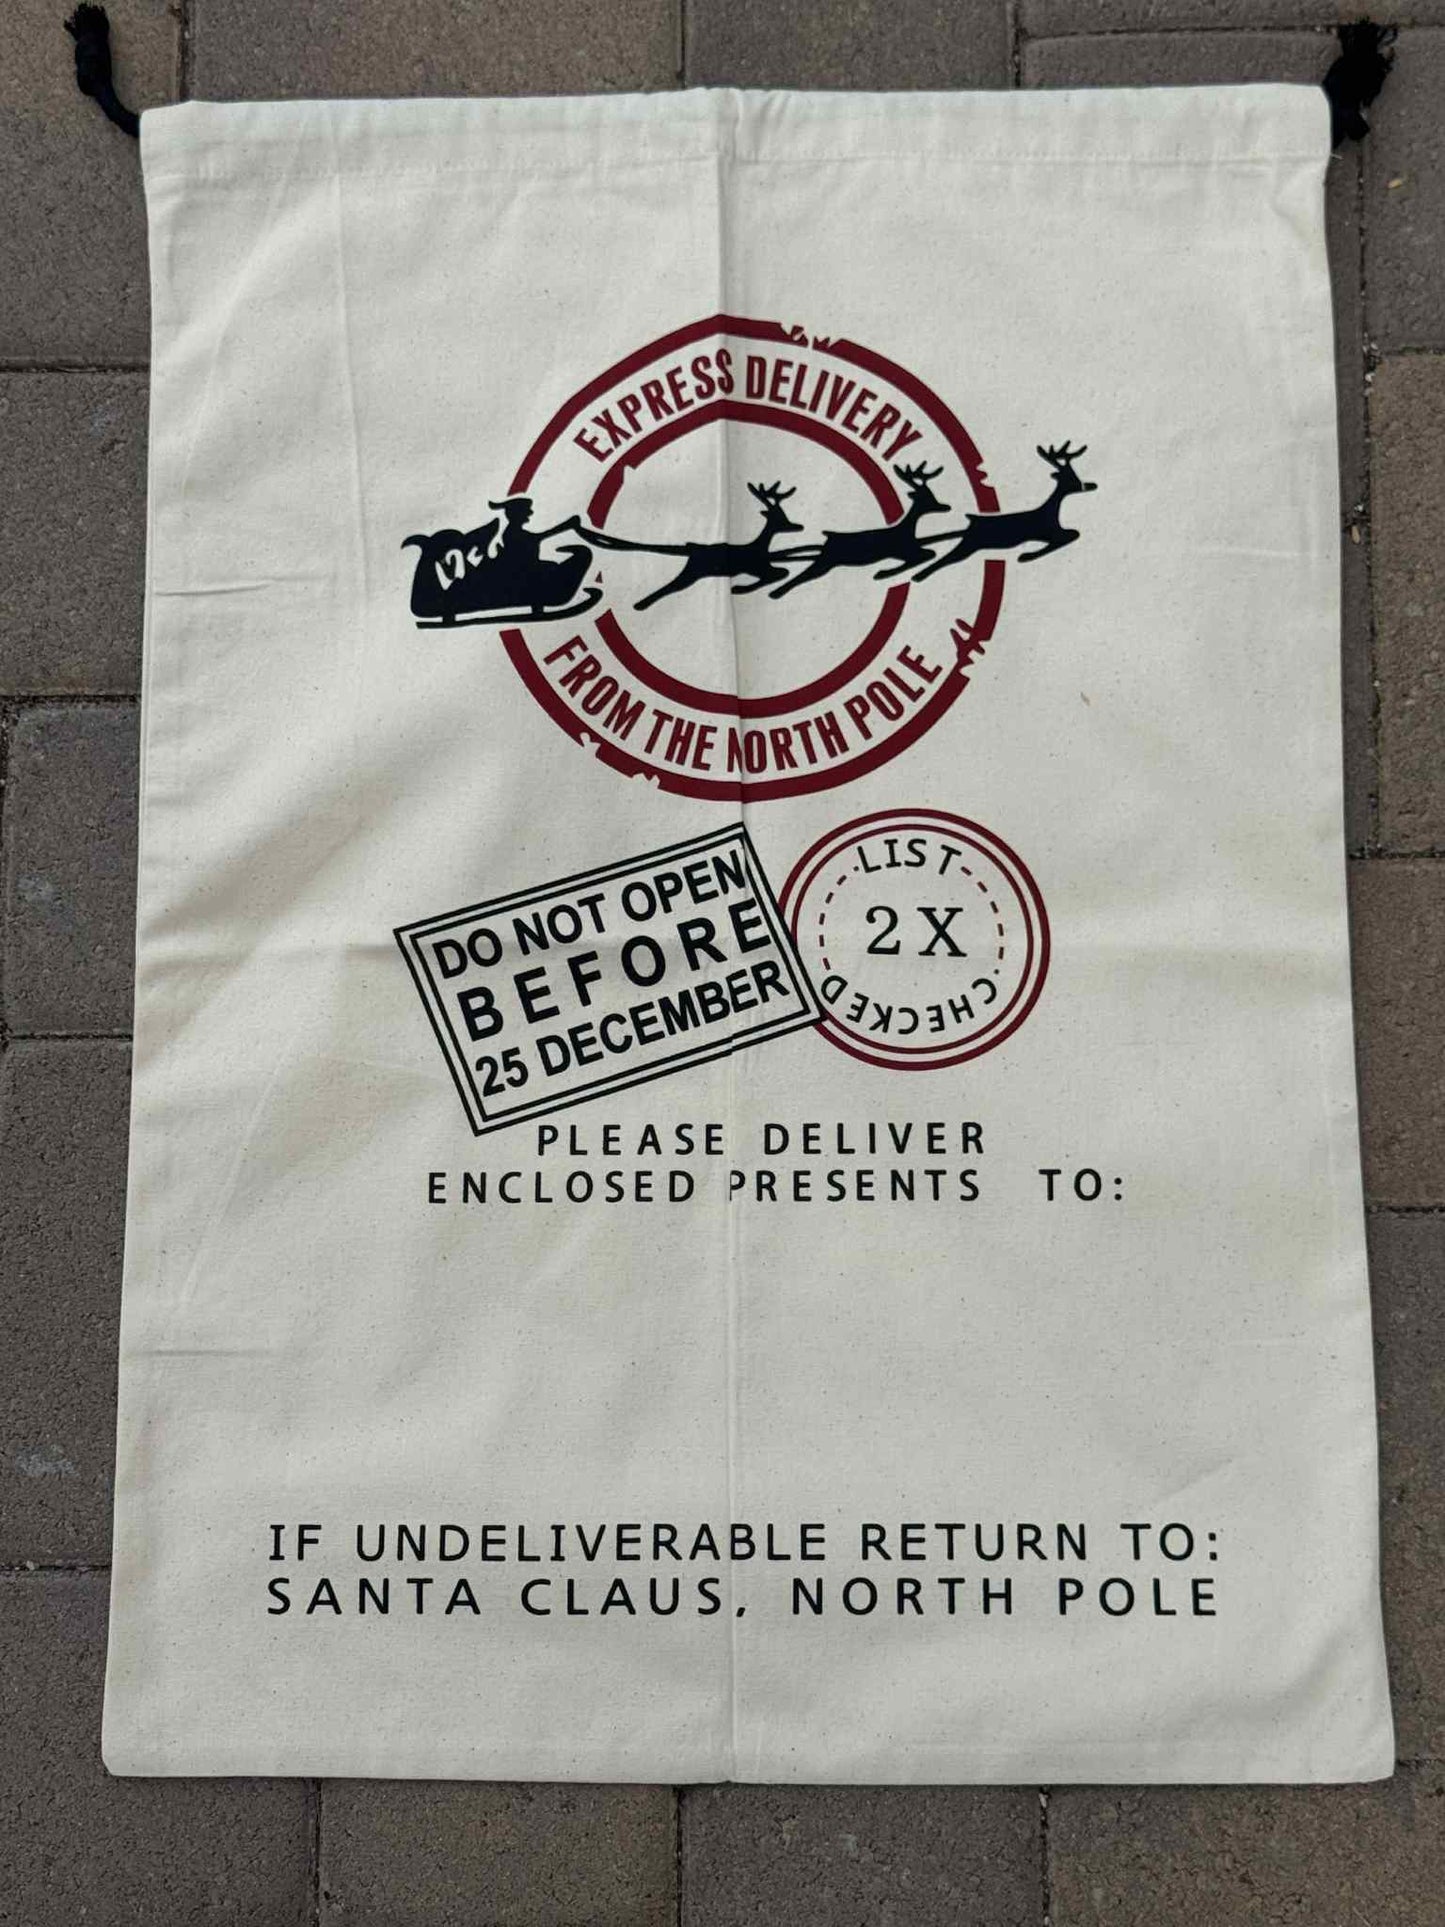 EXPRESS DELIVERY
FROM THE NORTH POLE
DO NOT OPEN
BEFORE
25 DECEMBER
·LIST·
2 X
·CHECKED
PLEASE DELIVER
ENCLOSED PRESENTS TO:
IF UNDELIVERABLE RETURN TO:
SANTA CLAUS, NORTH POLE